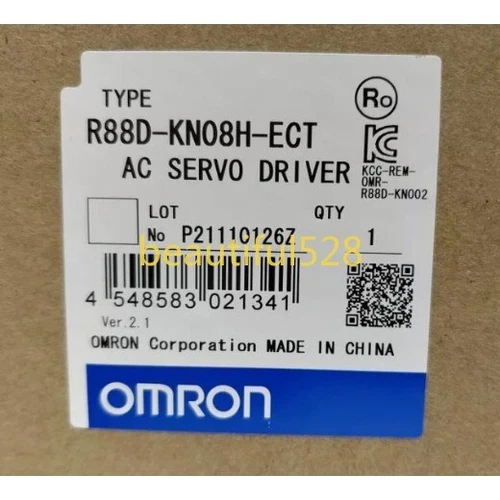 TYPE
R88D-KN08H-ECT
AC SERVO DRIVER
Ro
KCC-REM-
OMR-
R88D-KN002
LOT
No P21110126Z
QTY
1
beautiful528
4 548583 021341
Ver.2.1
OMRON Corporation MADE IN CHINA
OMRON